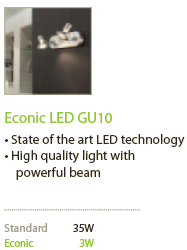 Econic LED GU10
• State of the art LED technology
• High quality light with
powerful beam
Standard 35W
Econic 3W